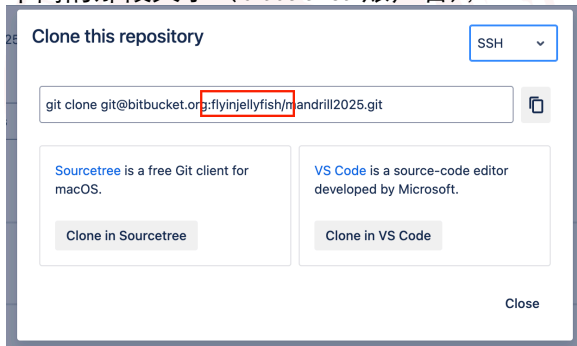 Clone this repository
SSH
git clone git@bitbucket.org:flyinjellyfish/mandrill2025.git
Sourcetree is a free Git client for
macOS.
Clone in Sourcetree
VS Code is a source-code editor
developed by Microsoft.
Clone in VS Code
Close